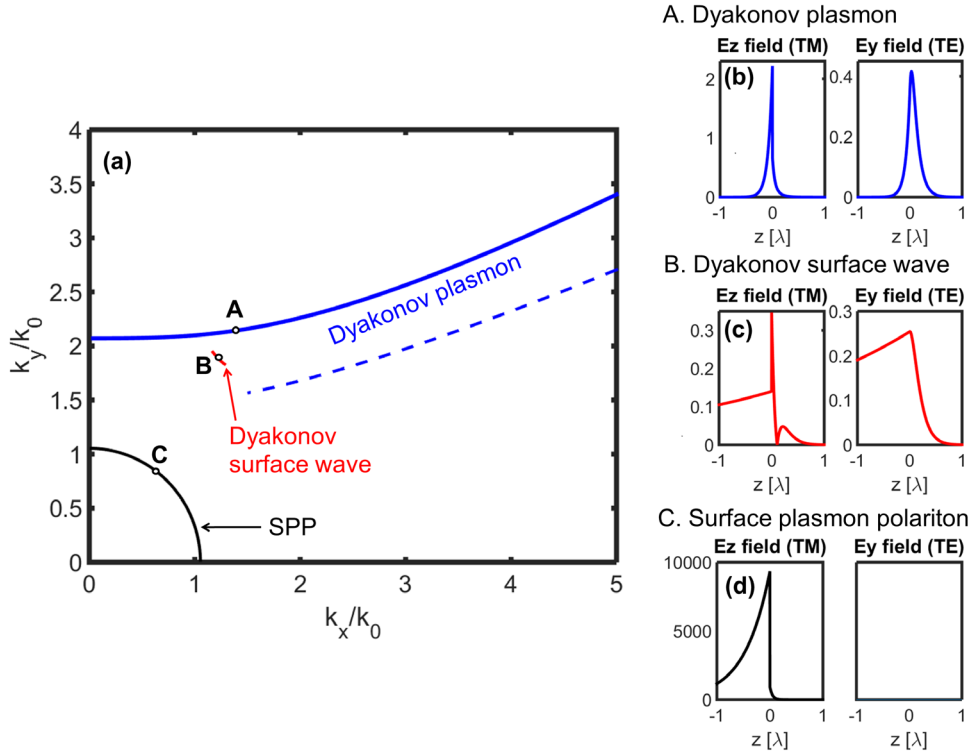 (a)
4
3.5
3
2.5
2
1.5
1
0.5
0
ky/k0
0 1 2 3 4 5
kx/k0
A
B
C
Dyakonov plasmon
Dyakonov
surface wave
SPP
A. Dyakonov plasmon
Ez field (TM) Ey field (TE)
(b)
2
1
0
-1 0 1
z [λ]
0.4
0.2
0
-1 0 1
z [λ]
B. Dyakonov surface wave
Ez field (TM) Ey field (TE)
(c)
0.3
0.2
0.1
0
-1 0 1
z [λ]
0.3
0.2
0.1
0
-1 0 1
z [λ]
C. Surface plasmon polariton
Ez field (TM) Ey field (TE)
(d)
10000
5000
0
-1 0 1
z [λ]
-1 0 1
z [λ]